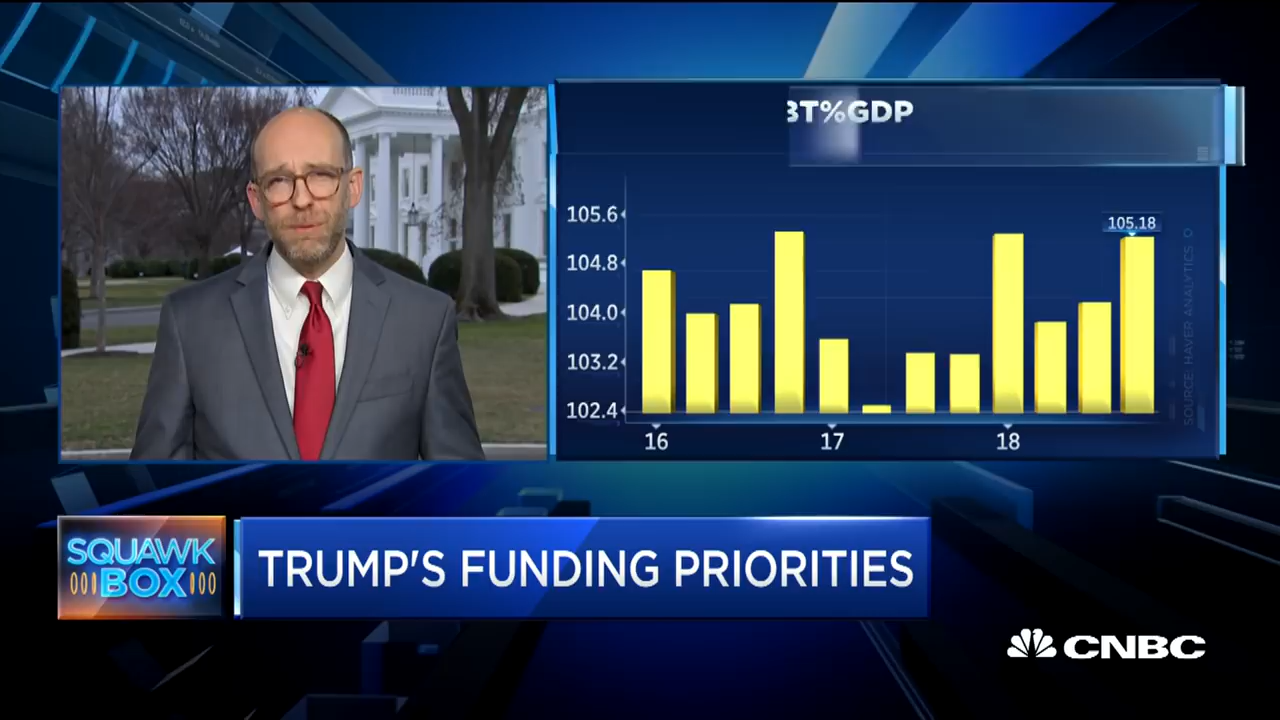 3T%GDP
105.6
104.8
104.0
103.2
102.4
105.18
16
17
18
SOURCE: HAVER ANALYTICS
SQUAWK
BOX
TRUMP'S FUNDING PRIORITIES
CNBC